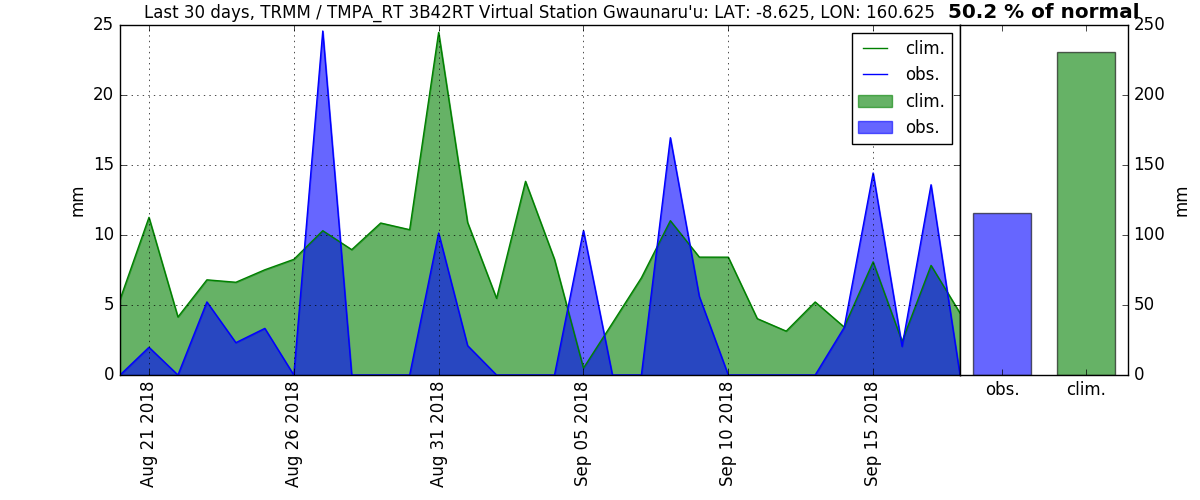 Last 30 days, TRMM / TMPA_RT 3B42RT Virtual Station Gwaunaru'u: LAT: -8.625, LON: 160.625
50.2 % of normal
mm
25
20
15
10
5
0
clim.
obs.
clim.
obs.
Aug 21 2018
Aug 26 2018
Aug 31 2018
Sep 05 2018
Sep 10 2018
Sep 15 2018
250
200
150
100
50
0
mm
obs.
clim.